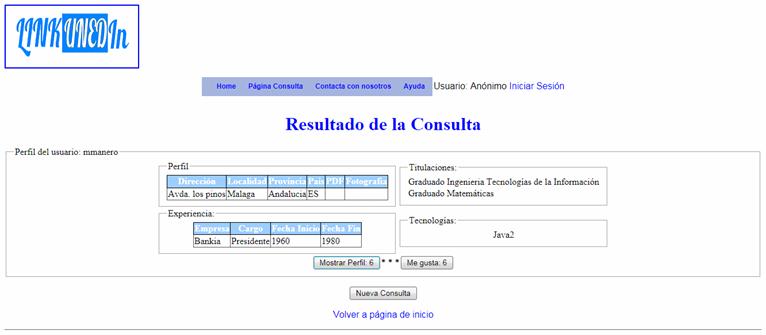 LINKUNEDIn
Home Página Consulta Contacta con nosotros Ayuda Usuario: Anónimo Iniciar Sesión
Resultado de la Consulta
Perfil del usuario: mmanero
Perfil
Dirección Localidad Provincia Pais PDF Fotografía
Avda. los pinos Malaga Andalucia ES
Titulaciones:
Graduado Ingenieria Tecnologías de la Información
Graduado Matemáticas
Experiencia:
Empresa Cargo Fecha Inicio Fecha Fin
Bankia Presidente 1960 1980
Tecnologías:
Java2
Mostrar Perfil: 6 * * * Me gusta: 6
Nueva Consulta
Volver a página de inicio